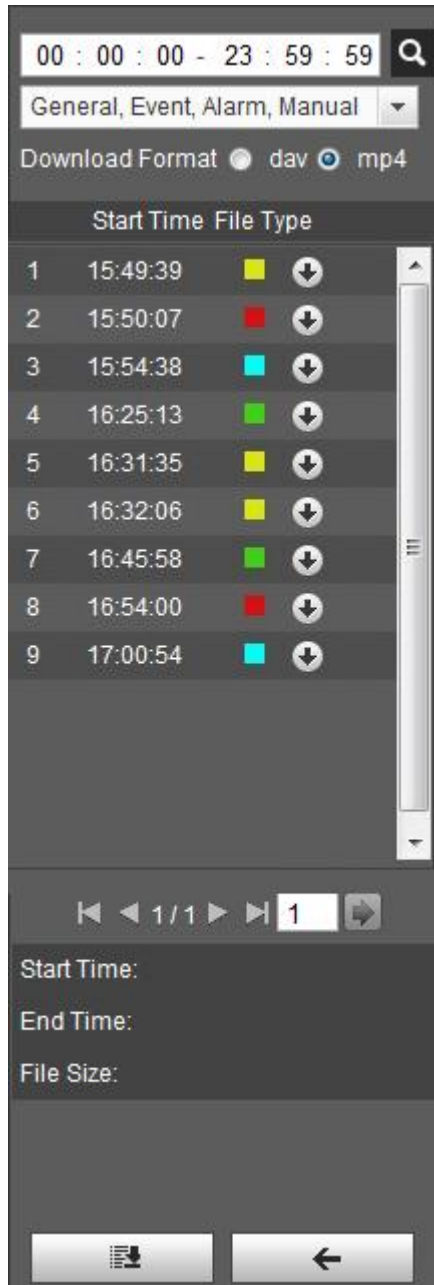 00 : 00 : 00 - 23 : 59 : 59
General, Event, Alarm, Manual
Download Format dav mp4
Start Time File Type
1 15:49:39
2 15:50:07
3 15:54:38
4 16:25:13
5 16:31:35
6 16:32:06
7 16:45:58
8 16:54:00
9 17:00:54
1 / 1 1
Start Time:
End Time:
File Size: